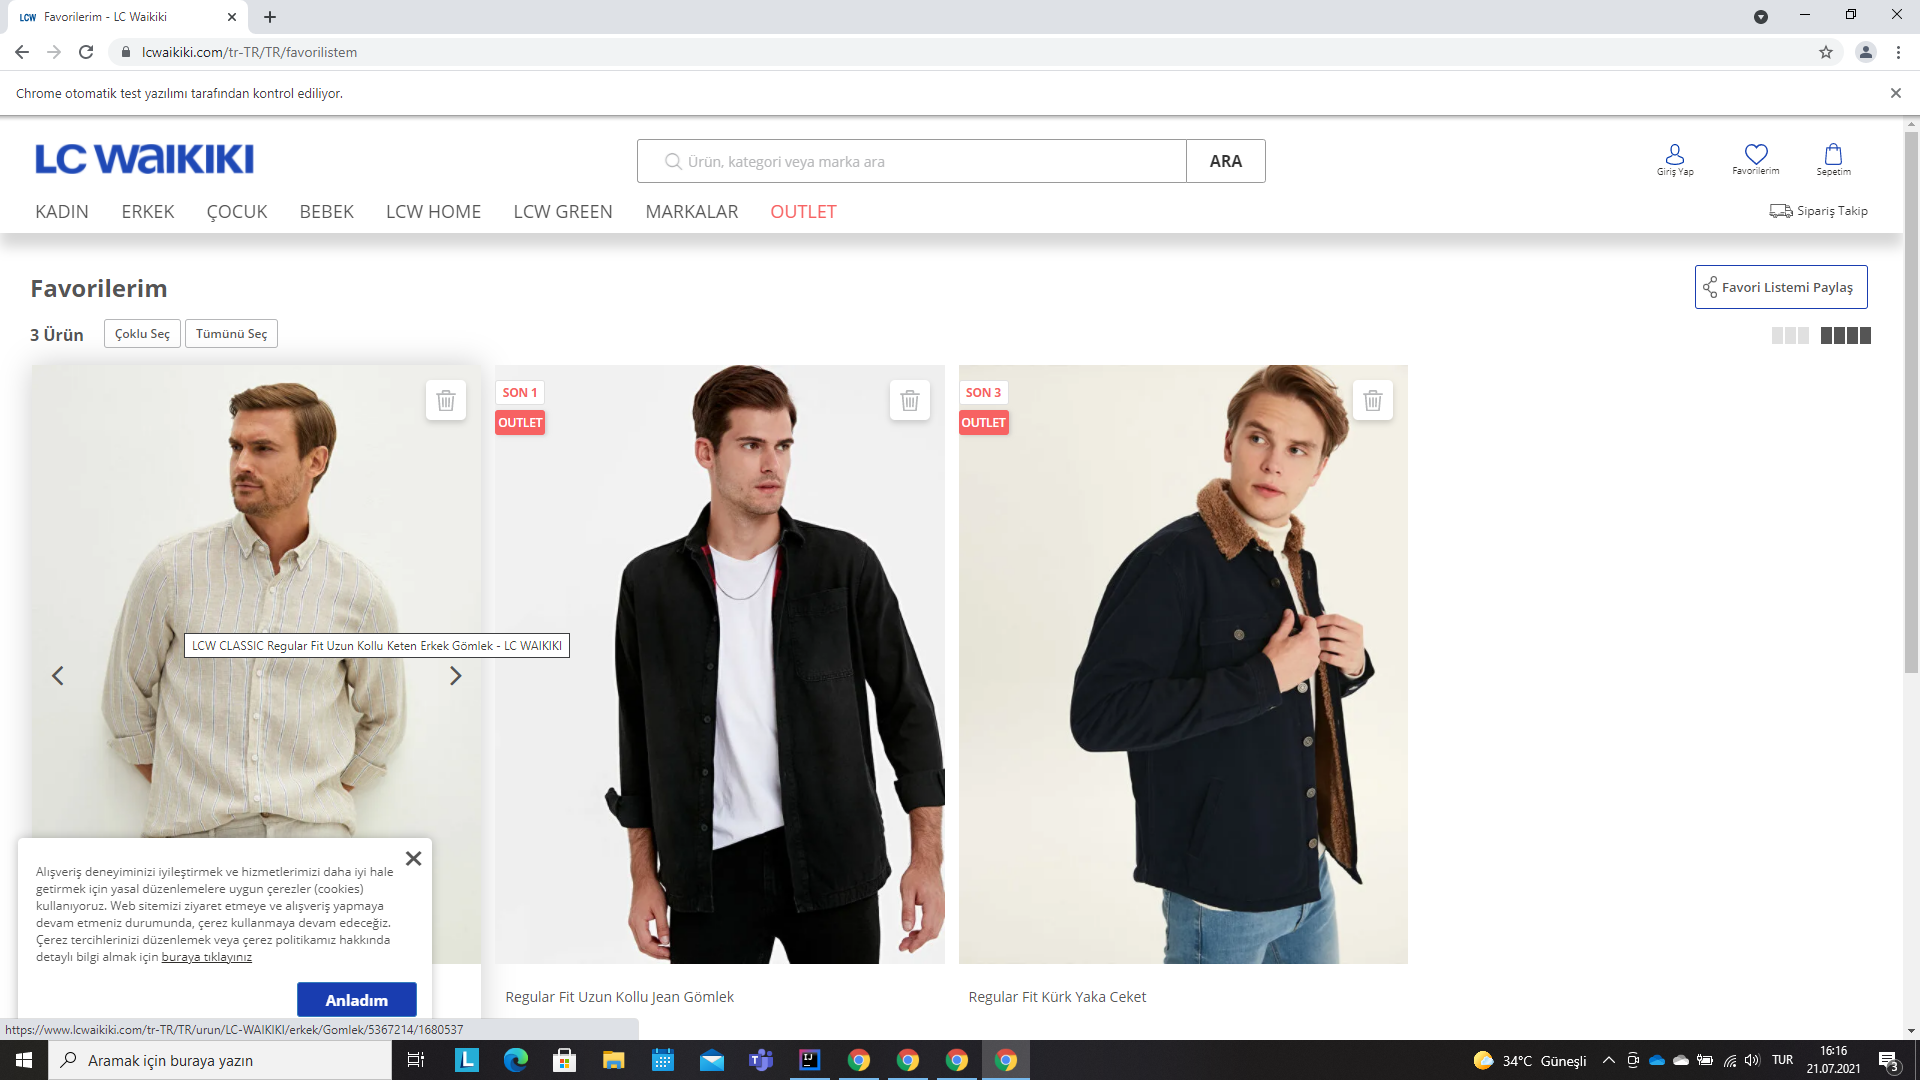 Favorilerim - LC Waikiki
lcwaikiki.com/tr-TR/TR/favorilistem
Chrome otomatik test yazılımı tarafından kontrol ediliyor.
LC WAIKIKI
Ürün, kategori veya marka ara
ARA
Giriş Yap
Favorilerim
Sepetim
KADIN ERKEK ÇOCUK BEBEK LCW HOME LCW GREEN MARKALAR OUTLET
Sipariş Takip
Favorilerim
Favori Listemi Paylaş
3 Ürün
Çoklu Seç
Tümünü Seç
SON 1
OUTLET
SON 3
OUTLET
LCW CLASSIC Regular Fit Uzun Kollu Keten Erkek Gömlek - LC WAIKIKI
Alışveriş deneyiminizi iyileştirmek ve hizmetlerimizi daha iyi hale
getirmek için yasal düzenlemelere uygun çerezler (cookies)
kullanıyoruz. Web sitemizi ziyaret etmeye ve alışveriş yapmaya
devam etmeniz durumunda, çerez kullanmaya devam edeceğiz.
Çerez tercihlerinizi düzenlemek veya çerez politikamız hakkında
detaylı bilgi almak için buraya tıklayınız
Anladım
Regular Fit Uzun Kollu Jean Gömlek
Regular Fit Kürk Yaka Ceket
https://www.lcwaikiki.com/tr-TR/TR/urun/LC-WAIKIKI/erkek/Gomlek/5367214/1680537
Aramak için buraya yazın
34°C Güneşli
TUR
16:16
21.07.2021
3